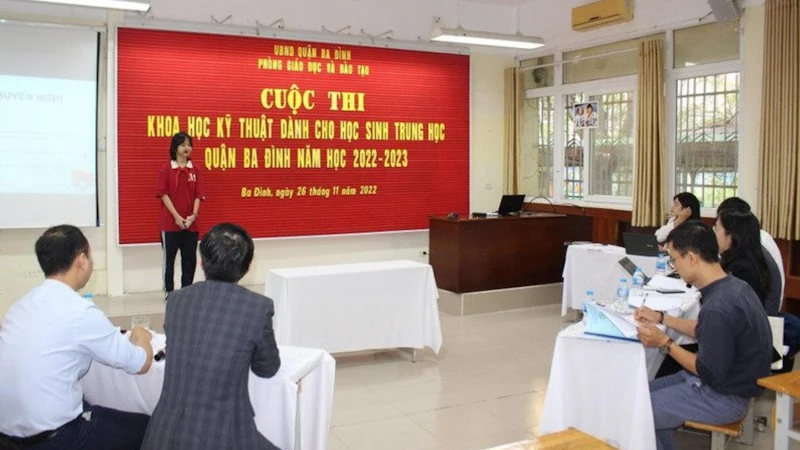 UBND QUẬN BA ĐÌNH
PHÒNG GIÁO DỤC VÀ ĐÀO TẠO
CUỘC THI
KHOA HỌC KỸ THUẬT DÀNH CHO HỌC SINH TRUNG HỌC
QUẬN BA ĐÌNH NĂM HỌC 2022-2023
Ba Đình, ngày 26 tháng 11 năm 2022
NGHỊ